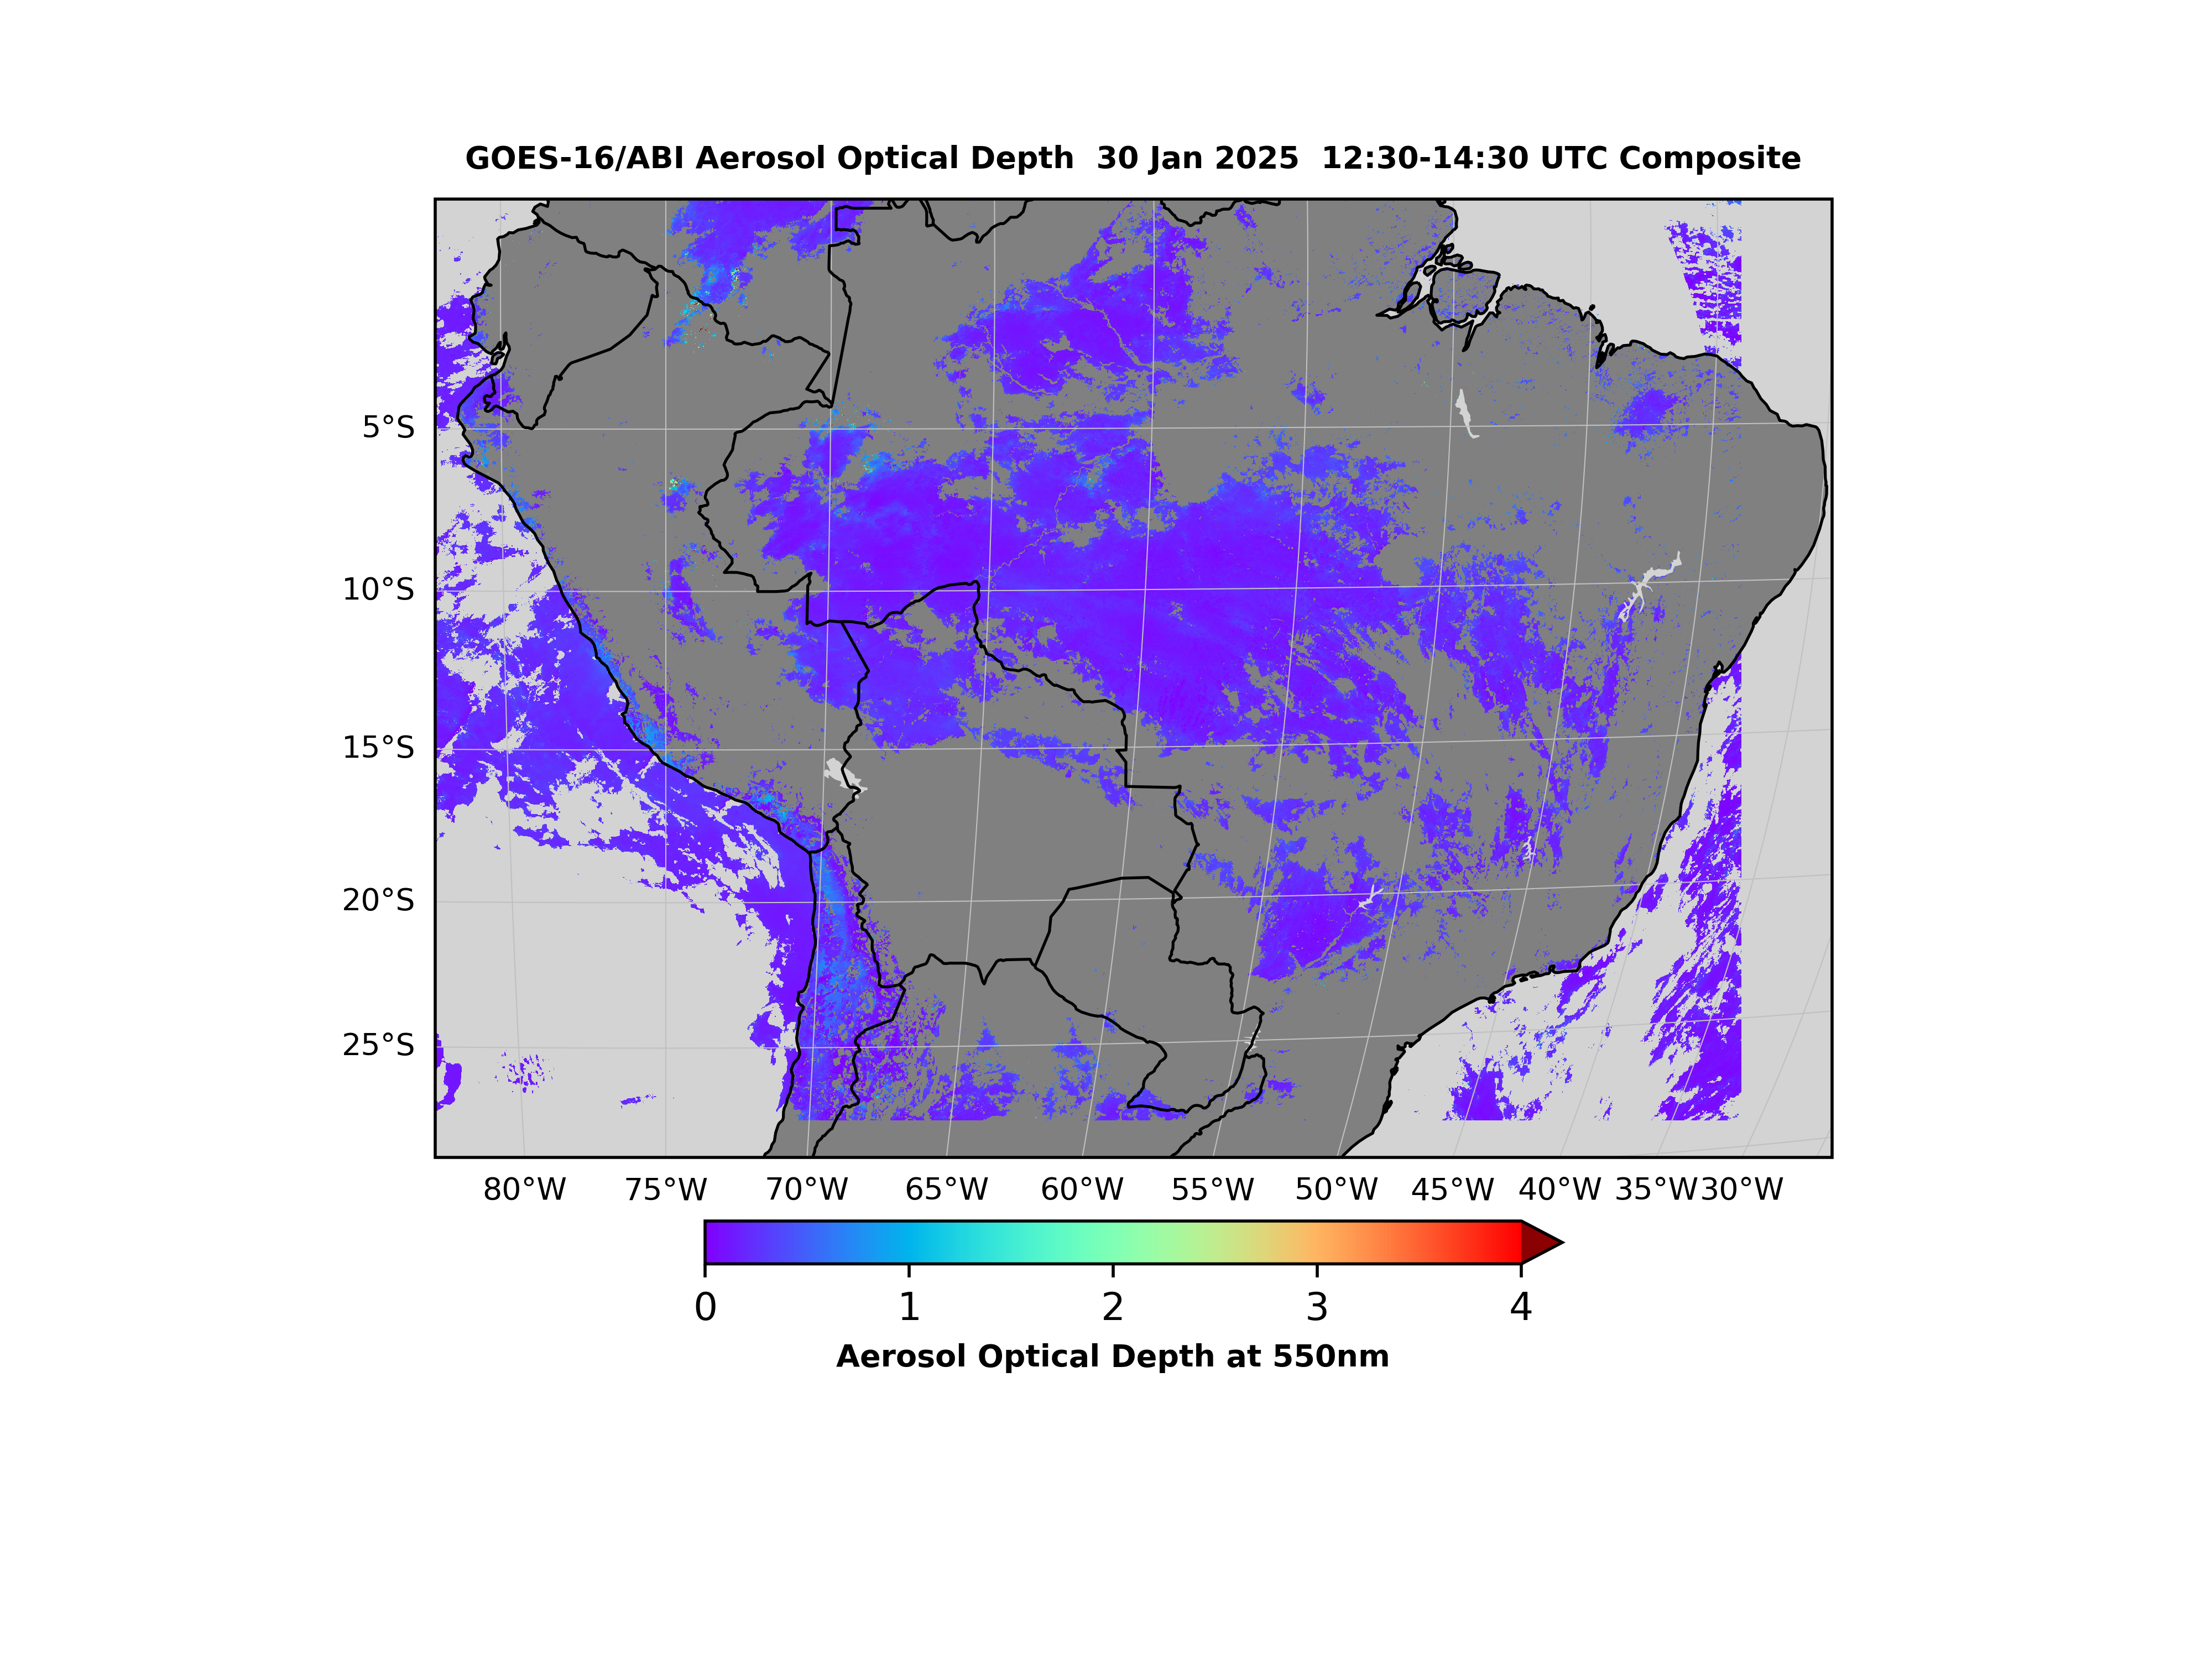 GOES-16/ABI Aerosol Optical Depth  30 Jan 2025  12:30-14:30 UTC Composite
5°S
10°S
15°S
20°S
25°S
80°W 75°W 70°W 65°W 60°W 55°W 50°W 45°W 40°W 35°W 30°W
0 1 2 3 4
Aerosol Optical Depth at 550nm